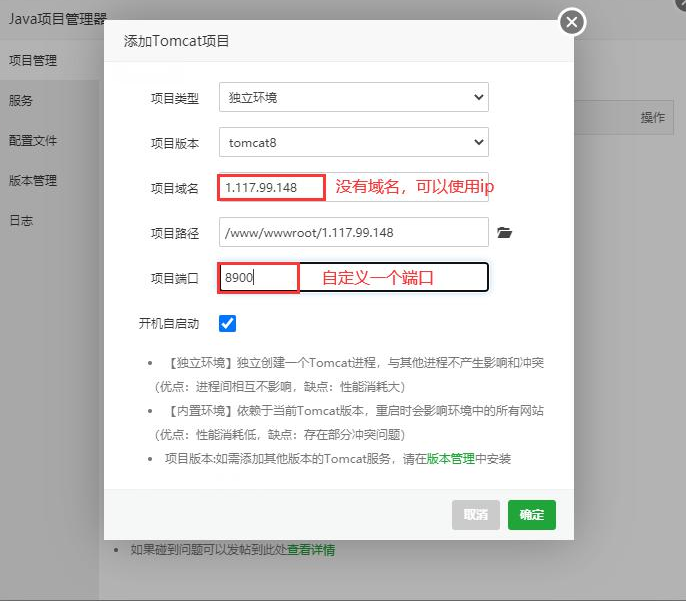 Java项目管理器
添加Tomcat项目
项目管理
服务
配置文件
版本管理
日志
操作
项目类型 独立环境
项目版本 tomcat8
项目域名 1.117.99.148 没有域名，可以使用ip
项目路径 /www/wwwroot/1.117.99.148
项目端口 8900 自定义一个端口
开机自启动
【独立环境】独立创建一个Tomcat进程，与其他进程不产生影响和冲突
(优点：进程间相互不影响，缺点：性能消耗大)
【内置环境】依赖于当前Tomcat版本，重启时会影响环境中的所有网站
(优点：性能消耗低，缺点：存在部分冲突问题)
项目版本:如需添加其他版本的Tomcat服务，请在版本管理中安装
取消 确定
如果碰到问题可以发帖到此处查看详情